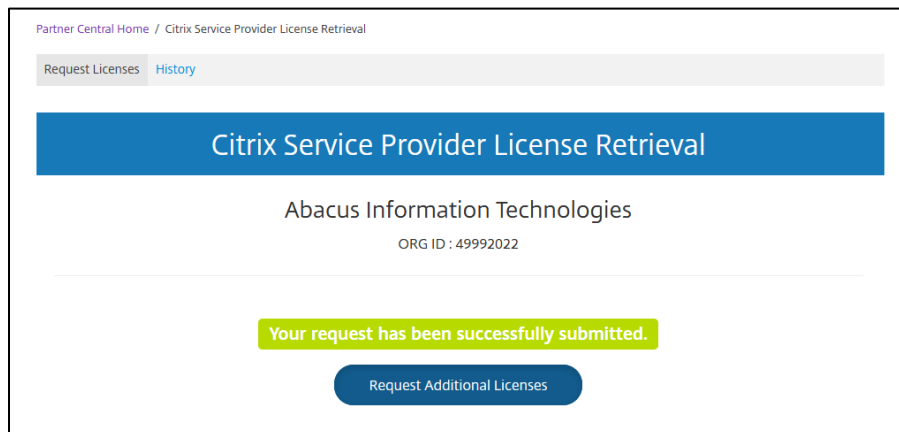 Partner Central Home / Citrix Service Provider License Retrieval
Request Licenses History
Citrix Service Provider License Retrieval
Abacus Information Technologies
ORG ID : 49992022
Your request has been successfully submitted.
Request Additional Licenses